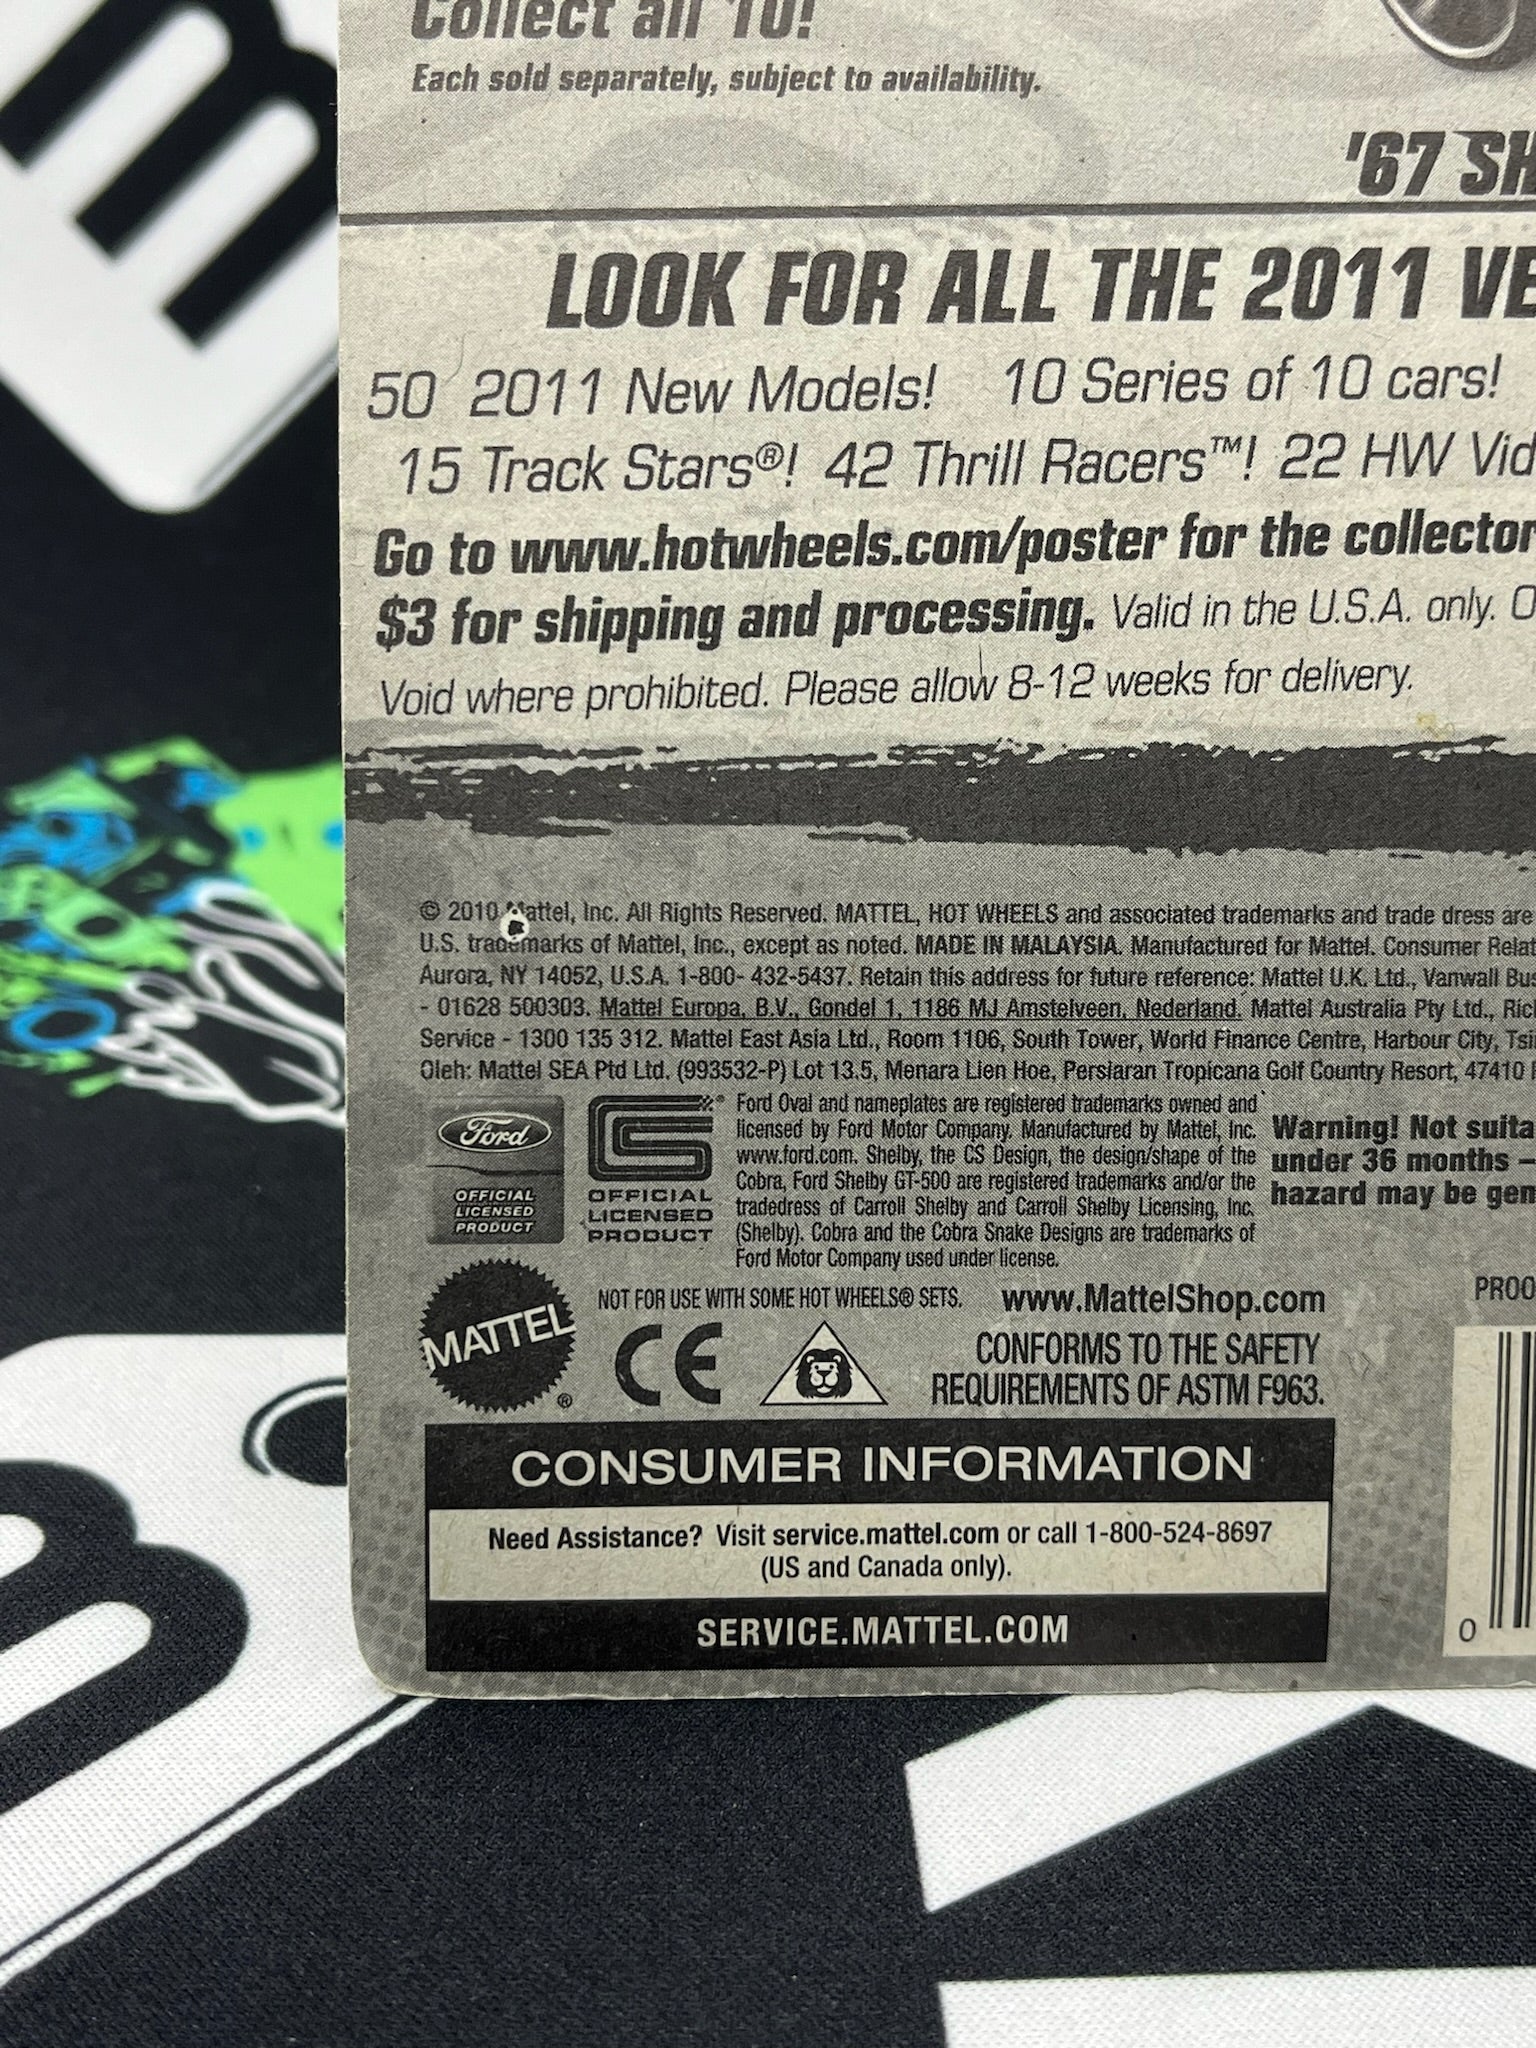 Collect all 10!
Each sold separately, subject to availability.
'67 SH
LOOK FOR ALL THE 2011 VE
50 2011 New Models! 10 Series of 10 cars!
15 Track Stars®! 42 Thrill Racers™! 22 HW Vid
Go to www.hotwheels.com/poster for the collector
$3 for shipping and processing. Valid in the U.S.A. only. O
Void where prohibited. Please allow 8-12 weeks for delivery.
© 2010 Mattel, Inc. All Rights Reserved. MATTEL, HOT WHEELS and associated trademarks and trade dress are
U.S. trademarks of Mattel, Inc., except as noted. MADE IN MALAYSIA. Manufactured for Mattel. Consumer Relat
Aurora, NY 14052, U.S.A. 1-800- 432-5437. Retain this address for future reference: Mattel U.K. Ltd., Vanwall Bus
- 01628 500303. Mattel Europa, B.V., Gondel 1, 1186 MJ Amstelveen, Nederland. Mattel Australia Pty Ltd., Rich
Service - 1300 135 312. Mattel East Asia Ltd., Room 1106, South Tower, World Finance Centre, Harbour City, Tsi
Oleh: Mattel SEA Ptd Ltd. (993532-P) Lot 13.5, Menara Lien Hoe, Persiaran Tropicana Golf Country Resort, 47410 P
Ford
OFFICIAL
LICENSED
PRODUCT
OFFICIAL
LICENSED
PRODUCT
Ford Oval and nameplates are registered trademarks owned and
licensed by Ford Motor Company. Manufactured by Mattel, Inc.
www.ford.com. Shelby, the CS Design, the design/shape of the
Cobra, Ford Shelby GT-500 are registered trademarks and/or the
tradedress of Carroll Shelby and Carroll Shelby Licensing, Inc.
(Shelby). Cobra and the Cobra Snake Designs are trademarks of
Ford Motor Company used under license.
Warning! Not suita
under 36 months –
hazard may be gen
MATTEL®
NOT FOR USE WITH SOME HOT WHEELS® SETS.
www.MattelShop.com
PROO
CE
CONFORMS TO THE SAFETY
REQUIREMENTS OF ASTM F963.
CONSUMER INFORMATION
Need Assistance? Visit service.mattel.com or call 1-800-524-8697
(US and Canada only).
SERVICE.MATTEL.COM
0